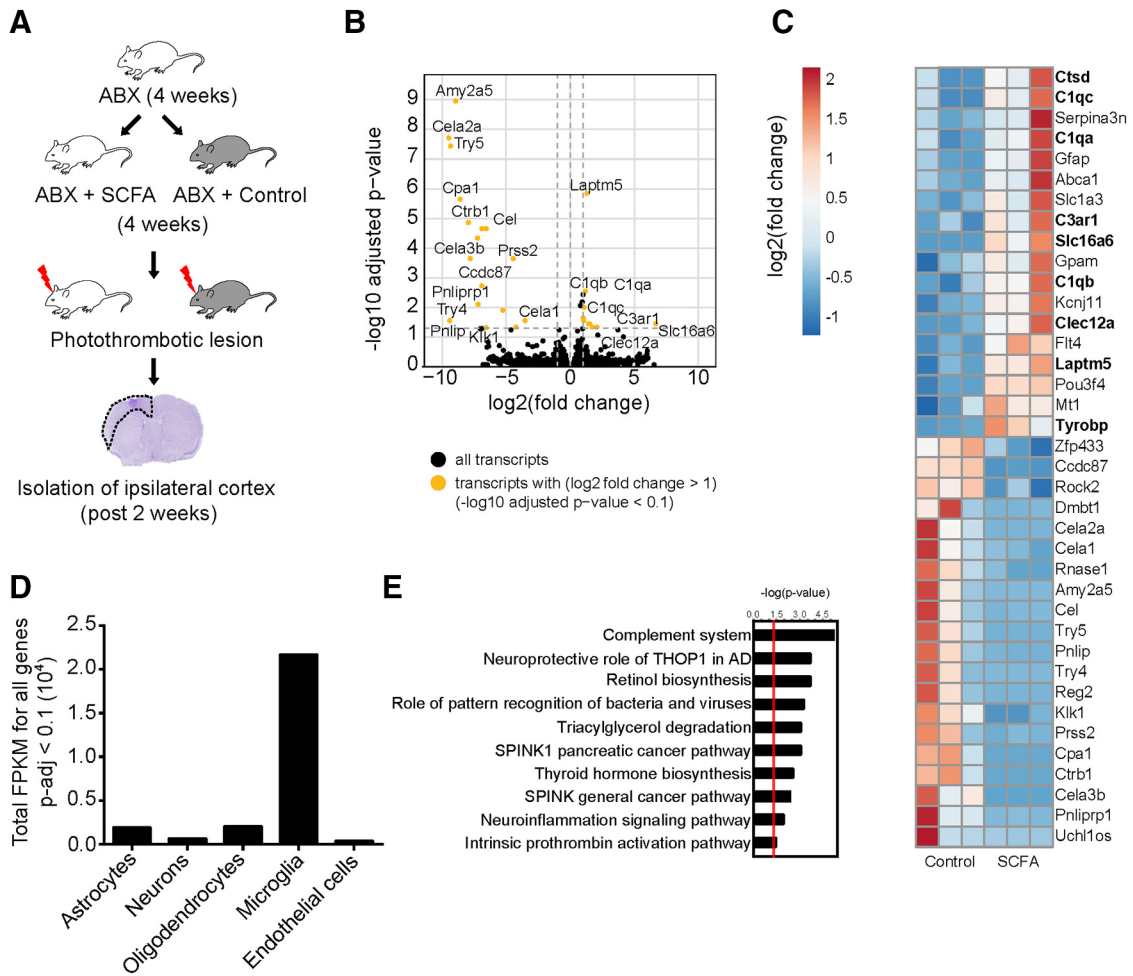 A
ABX (4 weeks)
ABX + SCFA ABX + Control
(4 weeks)
Photothrombotic lesion
Isolation of ipsilateral cortex
(post 2 weeks)
B
-log10 adjusted p−value
9
8
7
6
5
4
3
2
1
1
0
Amy2a5
Cela2a
Try5
Cpa1
Laptm5
Ctrb1
Cel
Cela3b
Prss2
Ccdc87
C1qb
C1qa
Pnliprp1
Try4
Cela1
C1qc
C3ar1
Pnlip
Klk1
Clec12a
Slc16a6
−10 −5 0 5 10
log2(fold change)
all transcripts
transcripts with (log2 fold change > 1)
(-log10 adjusted p−value < 0.1)
C
log2(fold change)
2
1.5
1
0.5
0
-0.5
-1
Ctsd
C1qc
Serpina3n
C1qa
Gfap
Abca1
Slc1a3
C3ar1
Slc16a6
Gpam
C1qb
Kcnj11
Clec12a
Flt4
Laptm5
Pou3f4
Mt1
Tyrobp
Zfp433
Ccdc87
Rock2
Dmbt1
Cela2a
Cela1
Rnase1
Amy2a5
Cel
Try5
Pnlip
Try4
Reg2
Klk1
Prss2
Cpa1
Ctrb1
Cela3b
Pnliprp1
Uchl1os
Control SCFA
D
Total FPKM for all genes
p-adj < 0.1 (10⁴)
2.5
2.0
1.5
1.0
0.5
0.0
Astrocytes
Neurons
Oligodendrocytes
Microglia
Endothelial cells
E
-log(p-value)
0.0 1.5 3.0 4.5
Complement system
Neuroprotective role of THOP1 in AD
Retinol biosynthesis
Role of pattern recognition of bacteria and viruses
Triacylglycerol degradation
SPINK1 pancreatic cancer pathway
Thyroid hormone biosynthesis
SPINK general cancer pathway
Neuroinflammation signaling pathway
Intrinsic prothrombin activation pathway